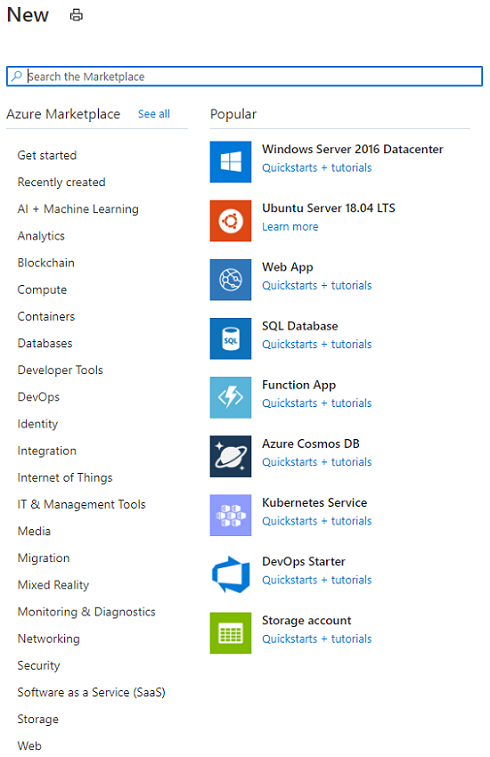 New
Search the Marketplace
Azure Marketplace See all
Get started
Recently created
AI + Machine Learning
Analytics
Blockchain
Compute
Containers
Databases
Developer Tools
DevOps
Identity
Integration
Internet of Things
IT & Management Tools
Media
Migration
Mixed Reality
Monitoring & Diagnostics
Networking
Security
Software as a Service (SaaS)
Storage
Web
Popular
Windows Server 2016 Datacenter
Quickstarts + tutorials
Ubuntu Server 18.04 LTS
Learn more
Web App
Quickstarts + tutorials
SQL
SQL Database
Quickstarts + tutorials
Function App
Quickstarts + tutorials
Azure Cosmos DB
Quickstarts + tutorials
Kubernetes Service
Quickstarts + tutorials
DevOps Starter
Quickstarts + tutorials
Storage account
Quickstarts + tutorials